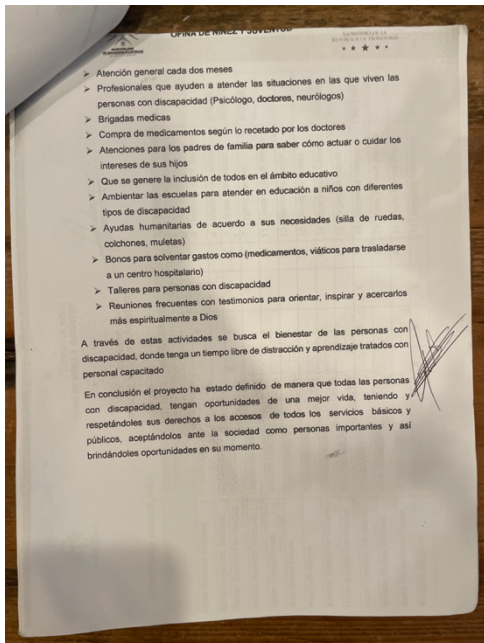 OFINA DE NIÑEZ Y JUVENTUD
GOBIERNO DE LA
REPÚBLICA DE HONDURAS
➤ Atención general cada dos meses
➤ Profesionales que ayuden a atender las situaciones en las que viven las
personas con discapacidad (Psicólogo, doctores, neurólogos)
➤ Brigadas medicas
➤ Compra de medicamentos según lo recetado por los doctores
➤ Atenciones para los padres de familia para saber cómo actuar o cuidar los
intereses de sus hijos
➤ Que se genere la inclusión de todos en el ámbito educativo
➤ Ambientar las escuelas para atender en educación a niños con diferentes
tipos de discapacidad
➤ Ayudas humanitarias de acuerdo a sus necesidades (silla de ruedas,
colchones, muletas)
➤ Bonos para solventar gastos como (medicamentos, viáticos para trasladarse
a un centro hospitalario)
➤ Talleres para personas con discapacidad
➤ Reuniones frecuentes con testimonios para orientar, inspirar y acercarlos
más espiritualmente a Dios
A través de estas actividades se busca el bienestar de las personas con
discapacidad, donde tenga un tiempo libre de distracción y aprendizaje tratados con
personal capacitado
En conclusión el proyecto ha estado definido de manera que todas las personas
con discapacidad, tengan oportunidades de una mejor vida, teniendo y
respetándoles sus derechos a los accesos de todos los servicios básicos y
públicos, aceptándolos ante la sociedad como personas importantes y así
brindándoles oportunidades en su momento.